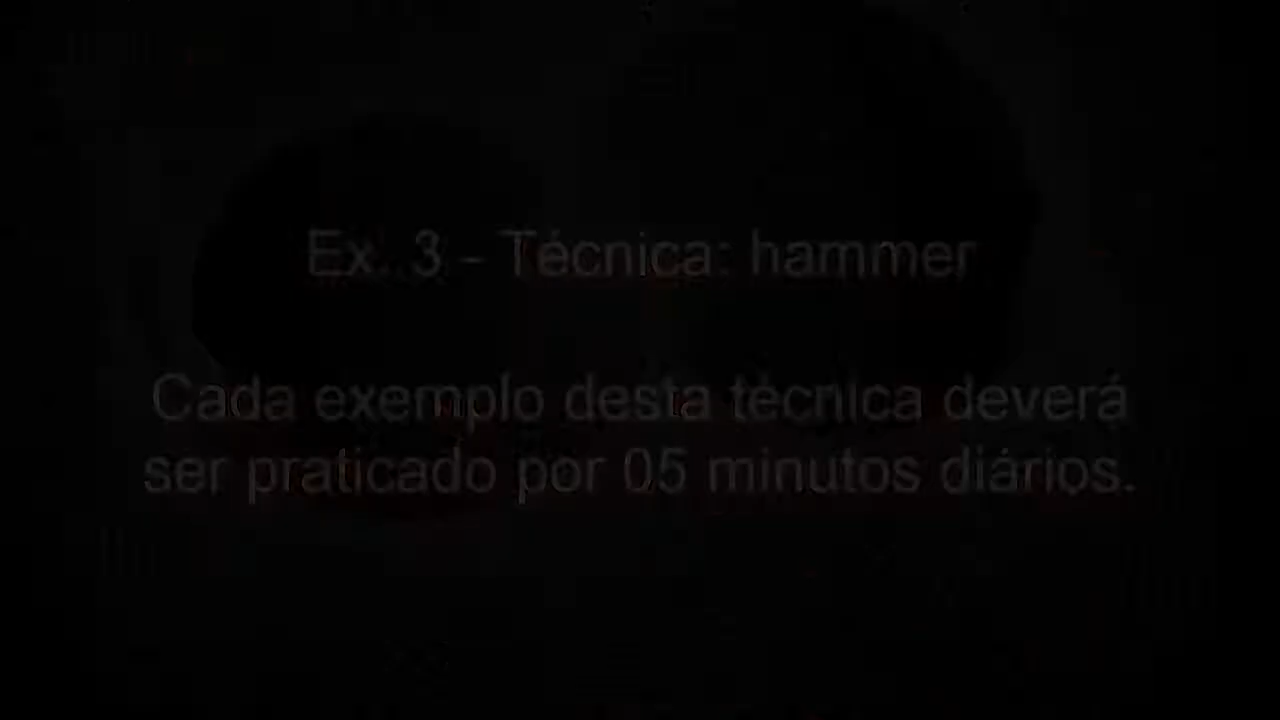 Ex. 3 - Técnica: hammer
Cada exemplo desta técnica deverá
ser praticado por 05 minutos diários.